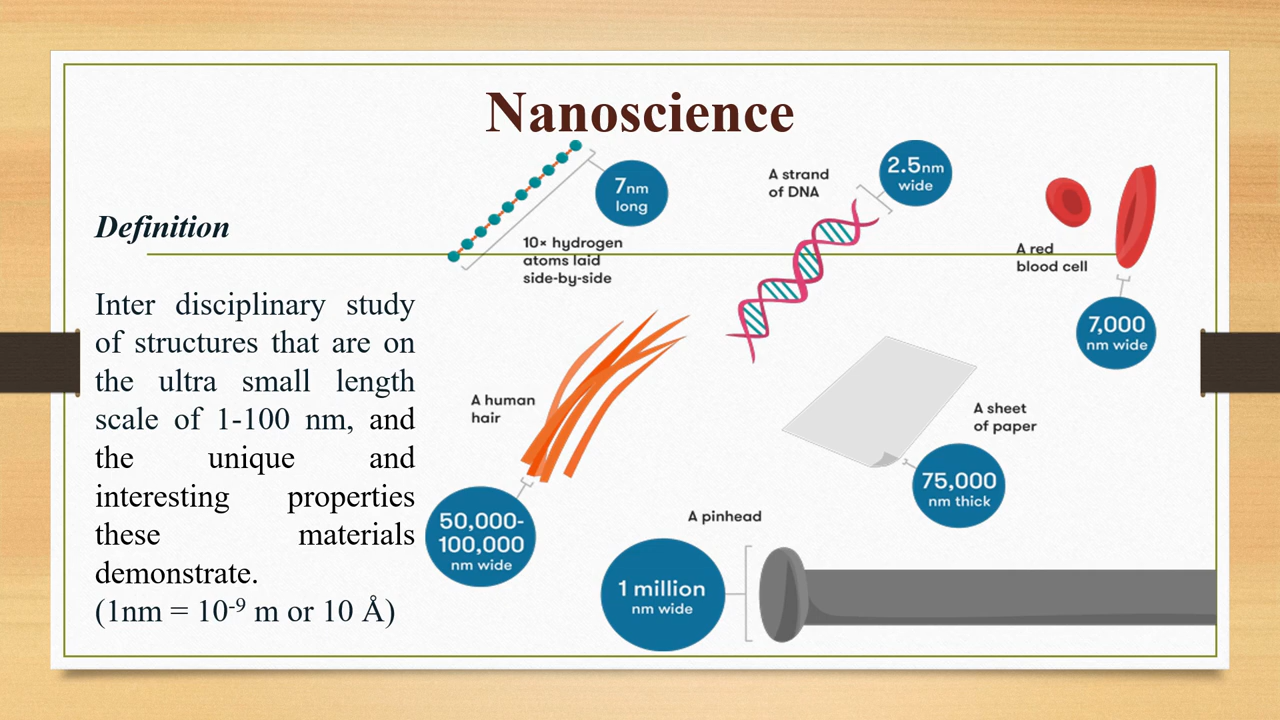 Nanoscience
Definition
Inter disciplinary study
of structures that are on
the ultra small length
scale of 1-100 nm, and
the unique and
interesting properties
these materials
demonstrate.
(1nm = 10⁻⁹ m or 10 Å)
7nm
long
10× hydrogen
atoms laid
side-by-side
A strand
of DNA
2.5nm
wide
A red
blood cell
7,000
nm wide
A human
hair
50,000-
100,000
nm wide
A sheet
of paper
75,000
nm thick
A pinhead
1 million
nm wide